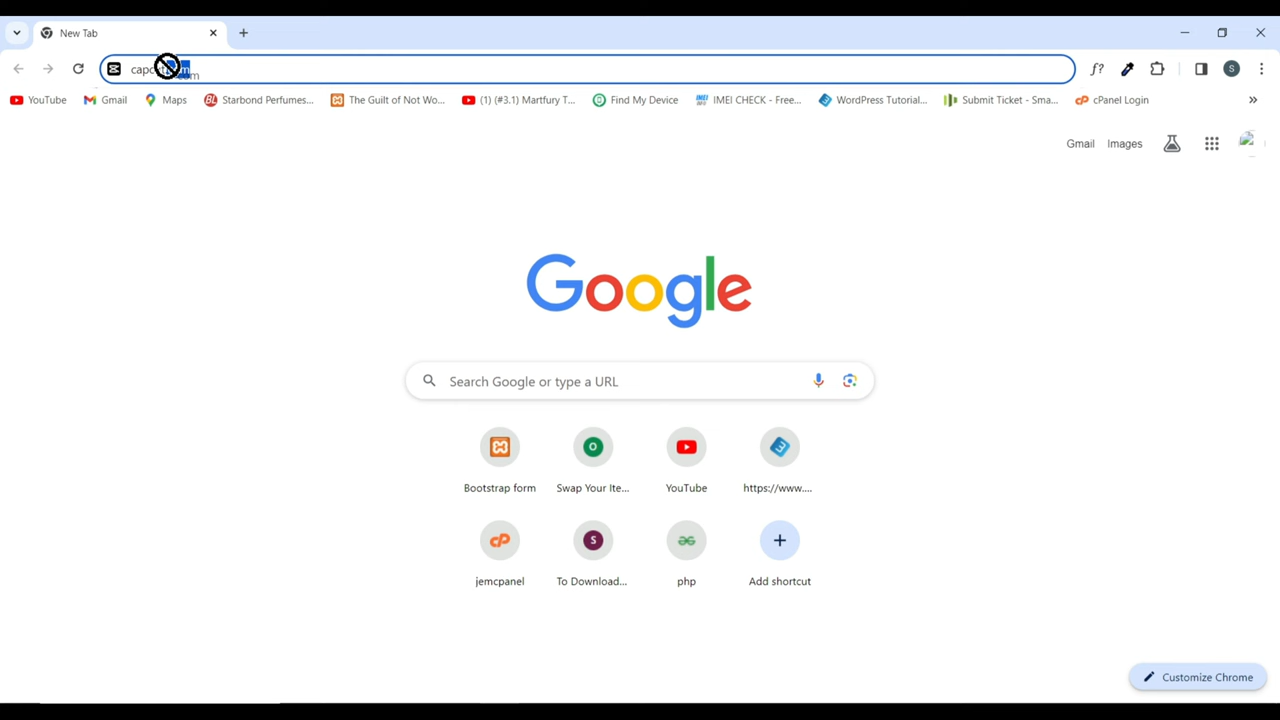 New Tab
f?
S
YouTube Gmail Maps Starbond Perfumes... The Guilt of Not Wo... (1) (#3.1) Martfury T... Find My Device IMEI CHECK - Free... WordPress Tutorial... Submit Ticket - Sma... cPanel Login
Gmail Images
Google
Search Google or type a URL
Bootstrap form Swap Your Ite... YouTube https://www....
jemcpanel To Download... php Add shortcut
Customize Chrome